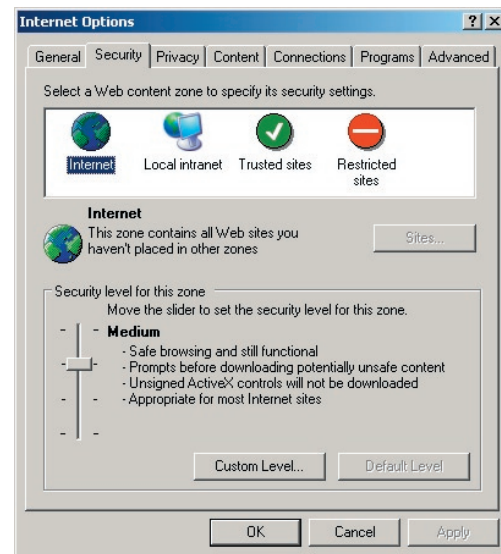 Internet Options
General Security Privacy Content Connections Programs Advanced
Select a Web content zone to specify its security settings.
Internet Local intranet Trusted sites Restricted
sites
Internet
This zone contains all Web sites you
haven't placed in other zones
Sites...
Security level for this zone
Move the slider to set the security level for this zone.
Medium
- Safe browsing and still functional
- Prompts before downloading potentially unsafe content
- Unsigned ActiveX controls will not be downloaded
- Appropriate for most Internet sites
Custom Level... Default Level
OK Cancel Apply